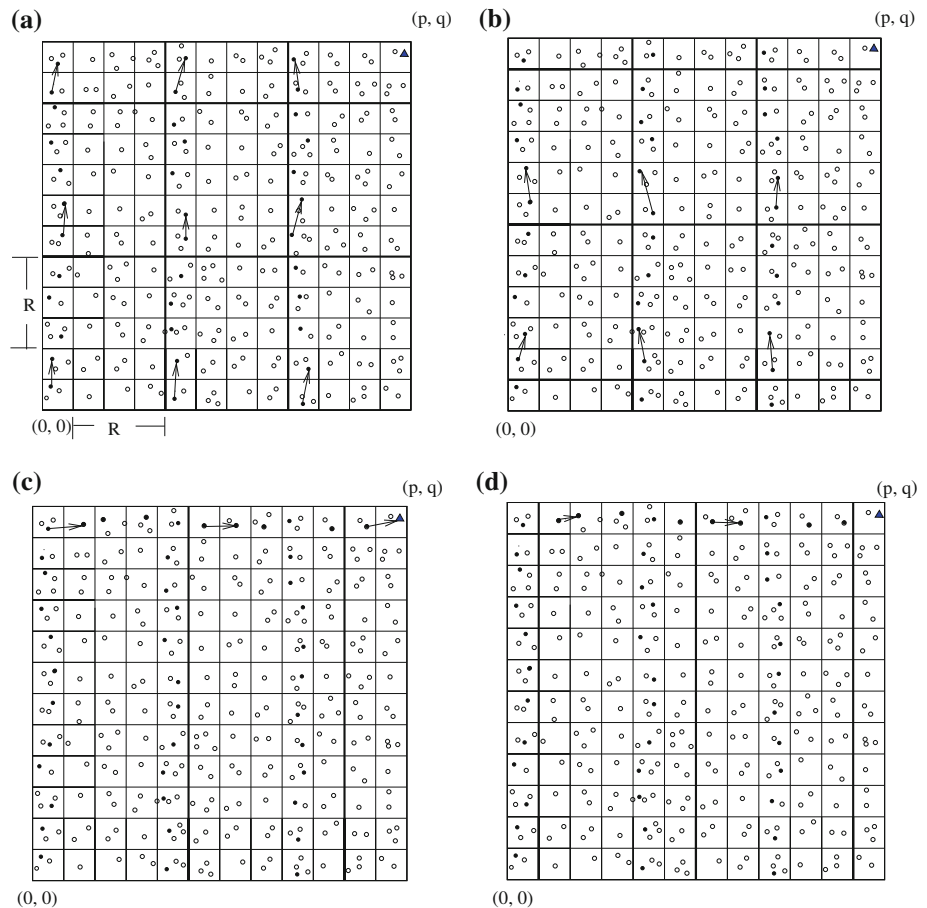 (a)
(p, q)
(b)
(p, q)
R
(0, 0)
R
(0, 0)
(c)
(p, q)
(d)
(p, q)
(0, 0)
(0, 0)